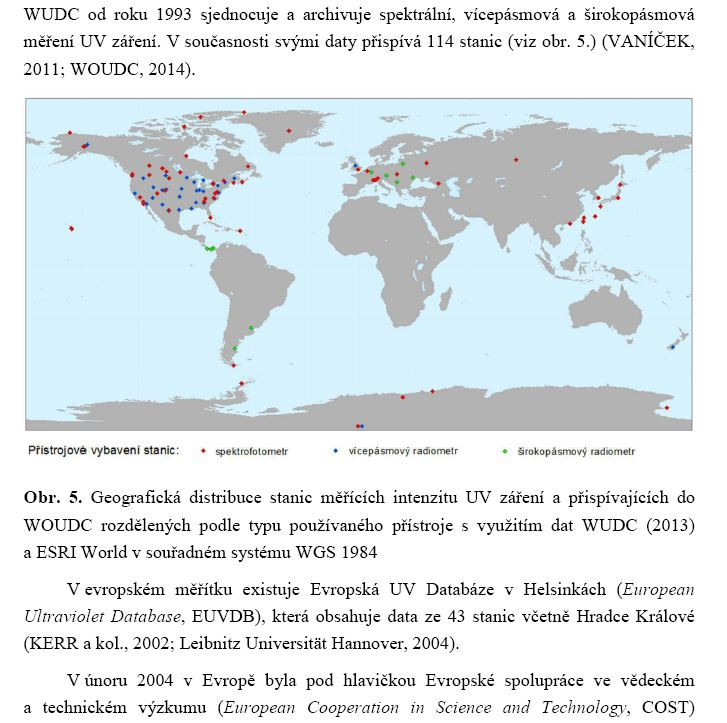 WUDC od roku 1993 sjednocuje a archivuje spektrální, vícepásmová a širokopásmová
měření UV záření. V současnosti svými daty přispívá 114 stanic (viz obr. 5.) (VANÍČEK,
2011; WOUDC, 2014).
Přístrojové vybavení stanic: spektrofotometr vícepásmový radiometr širokopásmový radiometr
Obr. 5. Geografická distribuce stanic měřících intenzitu UV záření a přispívajících do
WOUDC rozdělených podle typu používaného přístroje s využitím dat WUDC (2013)
a ESRI World v souřadném systému WGS 1984
V evropském měřítku existuje Evropská UV Databáze v Helsinkách (European
Ultraviolet Database, EUVDB), která obsahuje data ze 43 stanic včetně Hradce Králové
(KERR a kol., 2002; Leibnitz Universität Hannover, 2004).
V únoru 2004 v Evropě byla pod hlavičkou Evropské spolupráce ve vědeckém
a technickém výzkumu (European Cooperation in Science and Technology, COST)